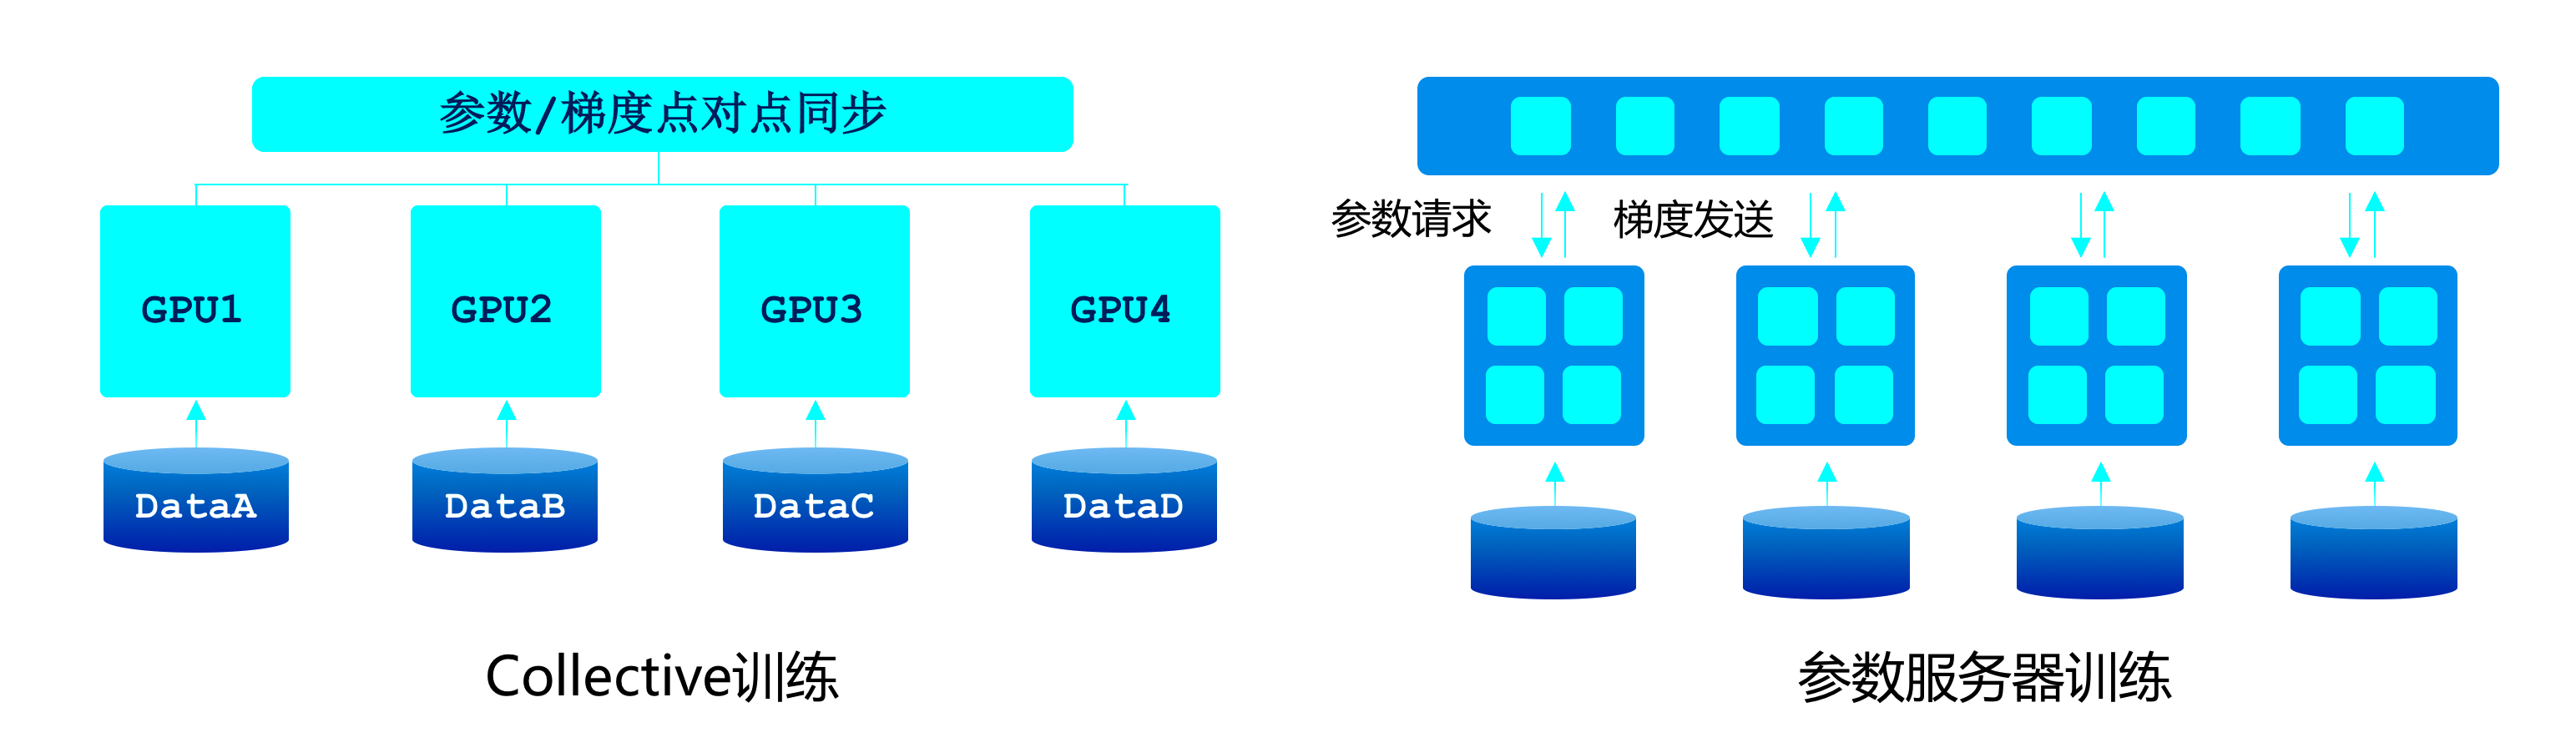 参数/梯度点对点同步
GPU1
GPU2
GPU3
GPU4
DataA
DataB
DataC
DataD
Collective训练
参数请求
梯度发送
参数服务器训练